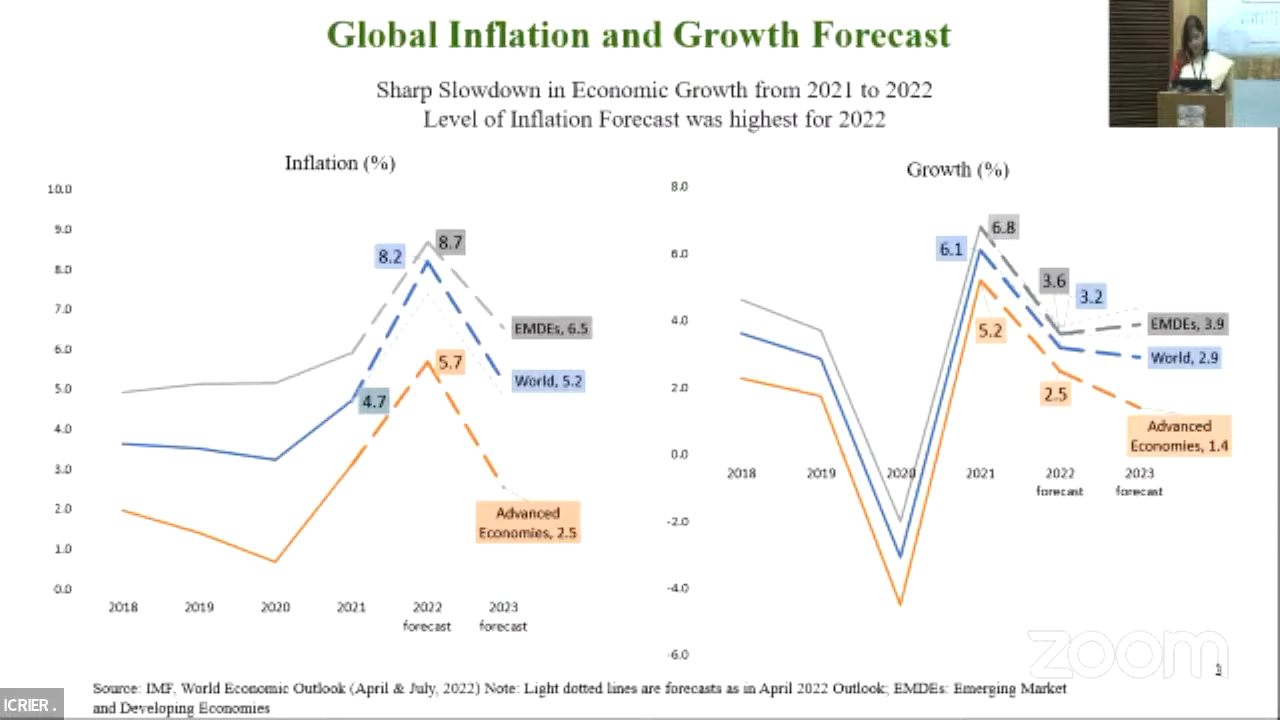 Global Inflation and Growth Forecast
Sharp Slowdown in Economic Growth from 2021 to 2022
Level of Inflation Forecast was highest for 2022
Inflation (%)
10.0
9.0
8.0
7.0
6.0
5.0
4.0
3.0
2.0
1.0
0.0
8.2
8.7
5.7
4.7
EMDEs, 6.5
World, 5.2
Advanced
Economies, 2.5
2018 2019 2020 2021 2022 2023
forecast forecast
Growth (%)
8.0
6.0
4.0
2.0
0.0
-2.0
-4.0
-6.0
6.8
6.1
5.2
3.6
3.2
2.5
EMDEs, 3.9
World, 2.9
Advanced
Economies, 1.4
2018 2019 2020 2021 2022 2023
forecast forecast
zoom
Source: IMF, World Economic Outlook (April & July, 2022) Note: Light dotted lines are forecasts as in April 2022 Outlook; EMDEs: Emerging Market
and Developing Economies
ICRIER .